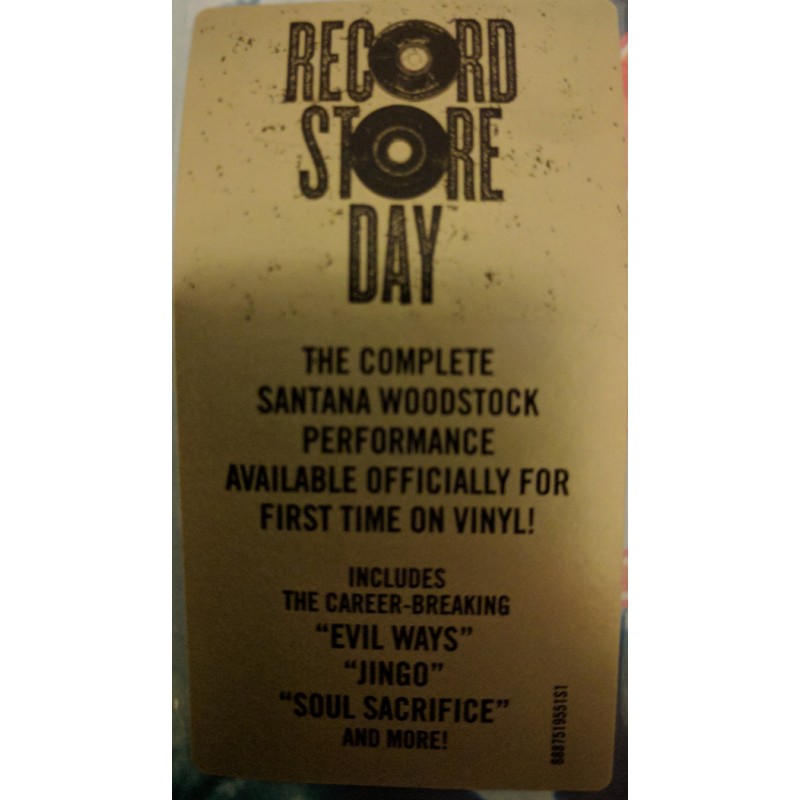 RECORD
STORE
DAY
THE COMPLETE
SANTANA WOODSTOCK
PERFORMANCE
AVAILABLE OFFICIALLY FOR
FIRST TIME ON VINYL!
INCLUDES
THE CAREER-BREAKING
“EVIL WAYS”
“JINGO”
“SOUL SACRIFICE”
AND MORE!
8887519551S1